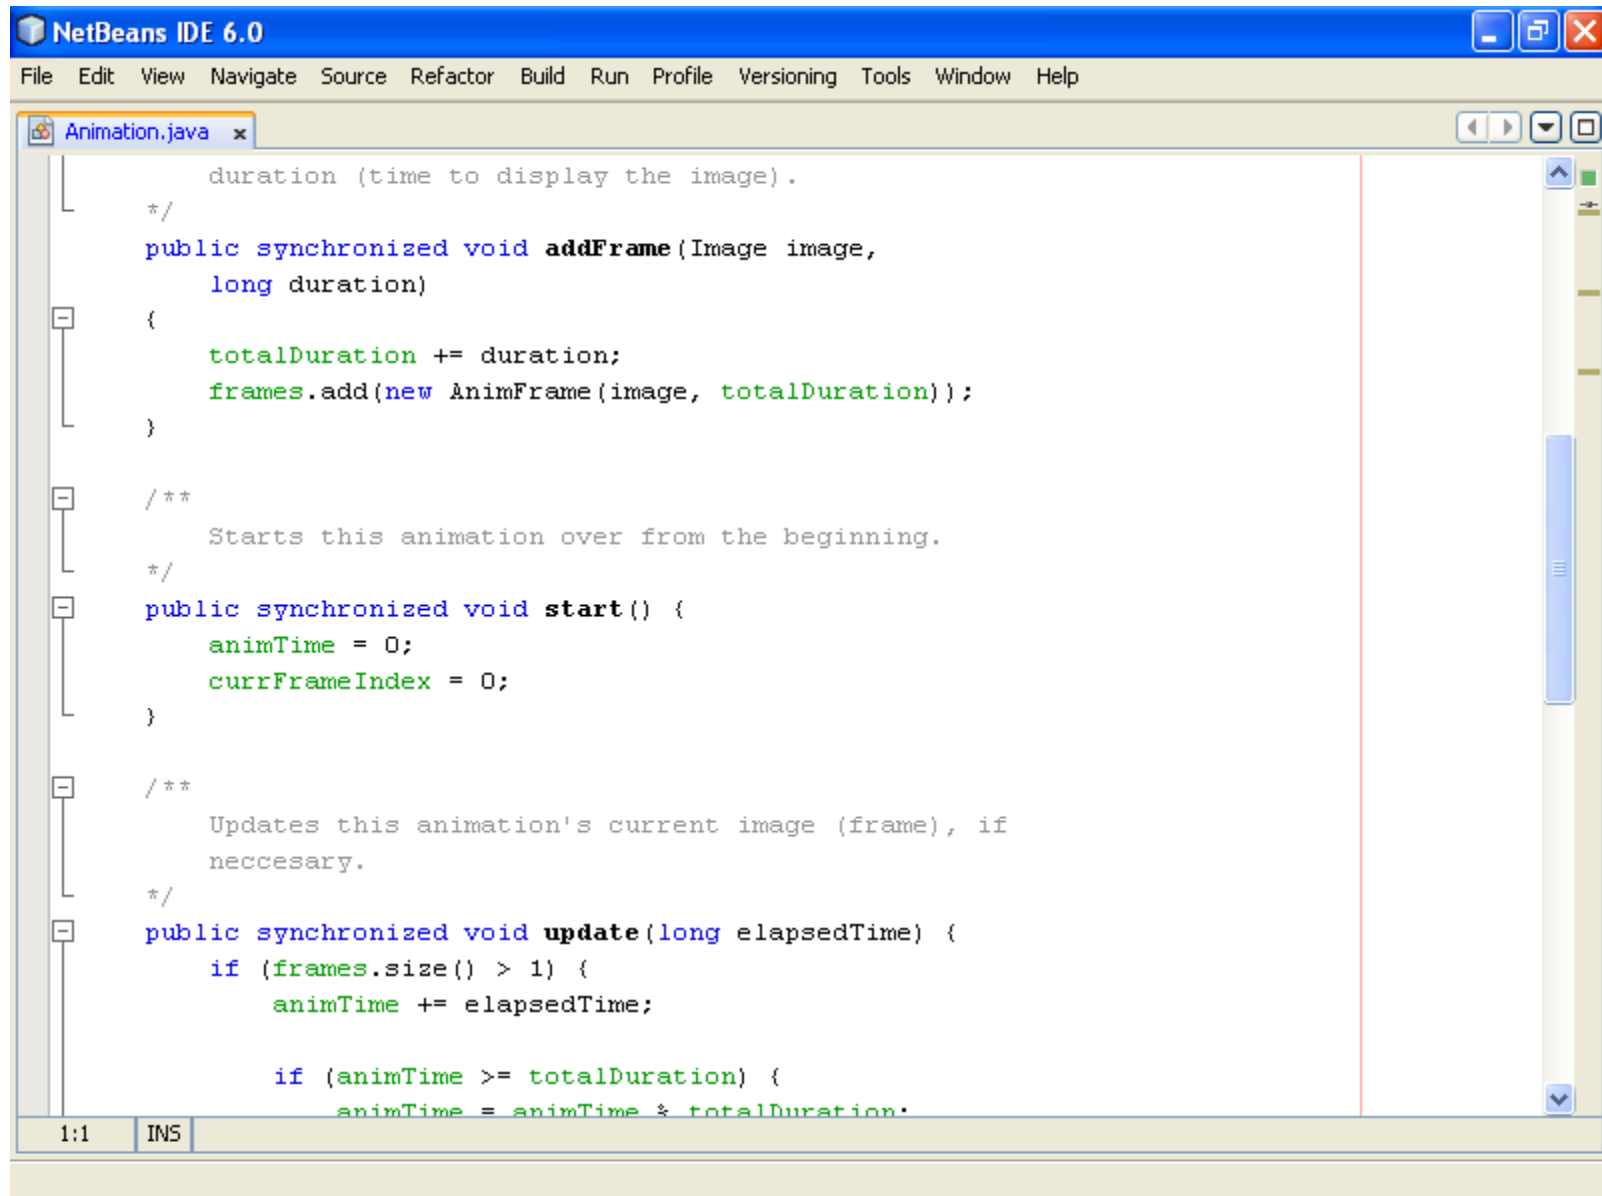 NetBeans IDE 6.0
File Edit View Navigate Source Refactor Build Run Profile Versioning Tools Window Help
Animation.java x
duration (time to display the image).
*/
public synchronized void addFrame(Image image,
long duration)
{
totalDuration += duration;
frames.add(new AnimFrame(image, totalDuration));
}
/**
Starts this animation over from the beginning.
*/
public synchronized void start() {
animTime = 0;
currFrameIndex = 0;
}
/**
Updates this animation's current image (frame), if
neccesary.
*/
public synchronized void update(long elapsedTime) {
if (frames.size() > 1) {
animTime += elapsedTime;
if (animTime >= totalDuration) {
animTime = animTime % totalDuration;
1:1 INS